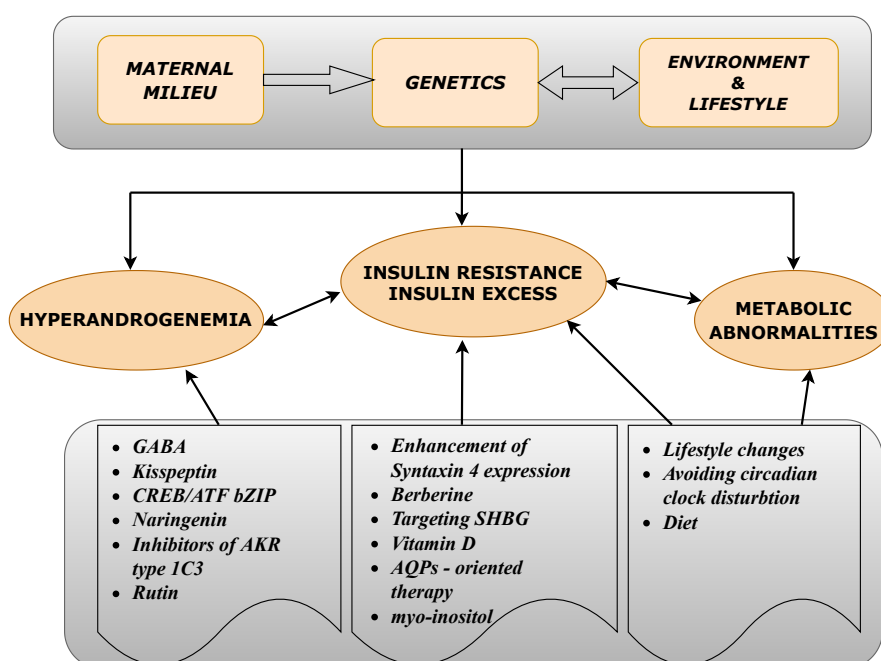 MATERNAL
MILIEU
GENETICS
ENVIRONMENT
&
LIFESTYLE
HYPERANDROGENEMIA
INSULIN RESISTANCE
INSULIN EXCESS
METABOLIC
ABNORMALITIES
• GABA
• Kisspeptin
• CREB/ATF bZIP
• Naringenin
• Inhibitors of AKR
type 1C3
• Rutin
• Enhancement of
Syntaxin 4 expression
• Berberine
• Targeting SHBG
• Vitamin D
• AQPs - oriented
therapy
• myo-inositol
• Lifestyle changes
• Avoiding circadian
clock disturbtion
• Diet